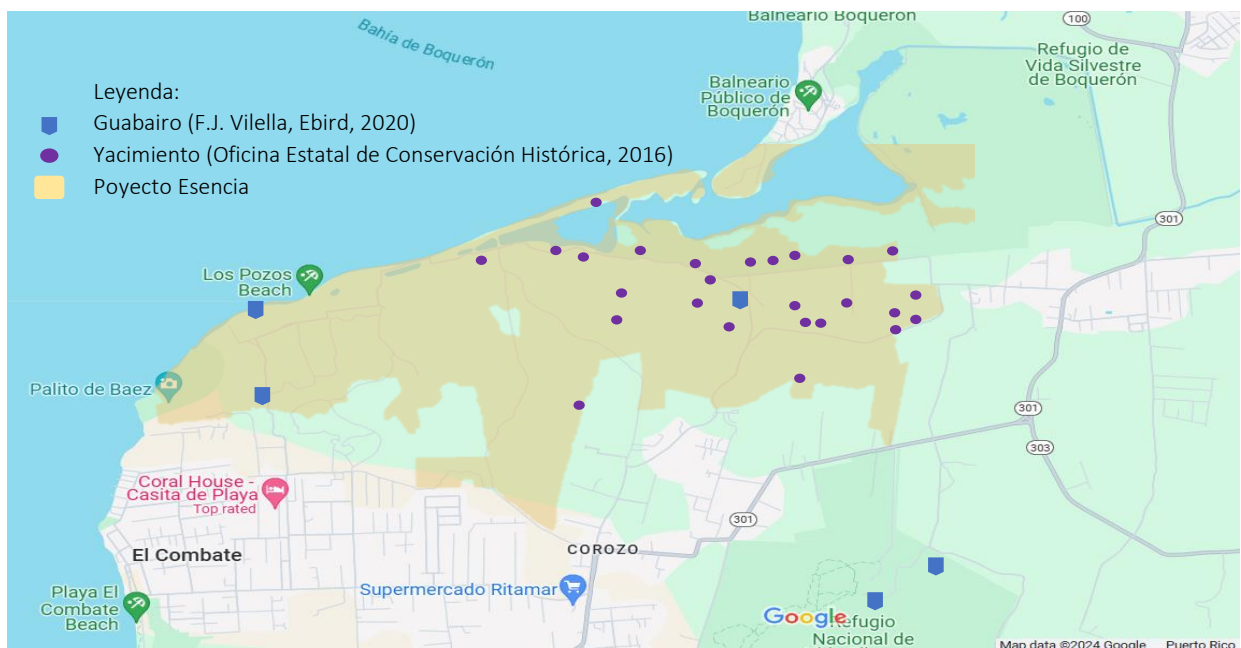 Balneario Boquerón
Bahía de Boquerón
100
Refugio de
Vida Silvestre
de Boquerón
Leyenda:
Guabairo (F.J. Vilella, Ebird, 2020)
Yacimiento (Oficina Estatal de Conservación Histórica, 2016)
Poyecto Esencia
Balneario
Público de
Boquerón
301
Los Pozos
Beach
Palito de Baez
301
303
Coral House -
Casita de Playa
Top rated
301
El Combate
COROZO
Supermercado Ritamar
Playa El
Combate
Beach
Google
Refugio
Nacional de
Map data ©2024 Google Puerto Rico